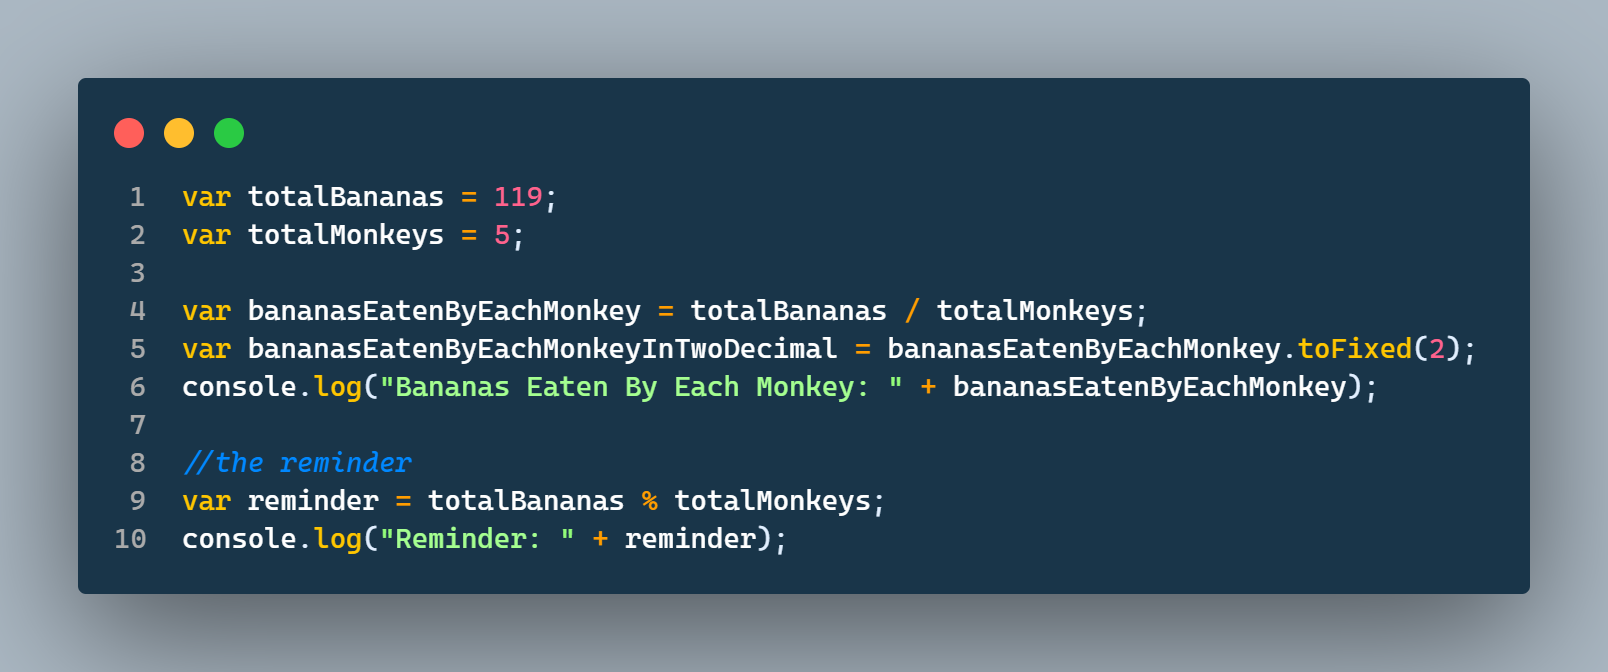 1 var totalBananas = 119;
2 var totalMonkeys = 5;
3
4 var bananasEatenByEachMonkey = totalBananas / totalMonkeys;
5 var bananasEatenByEachMonkeyInTwoDecimal = bananasEatenByEachMonkey.toFixed(2);
6 console.log("Bananas Eaten By Each Monkey: " + bananasEatenByEachMonkey);
7
8 //the reminder
9 var reminder = totalBananas % totalMonkeys;
10 console.log("Reminder: " + reminder);